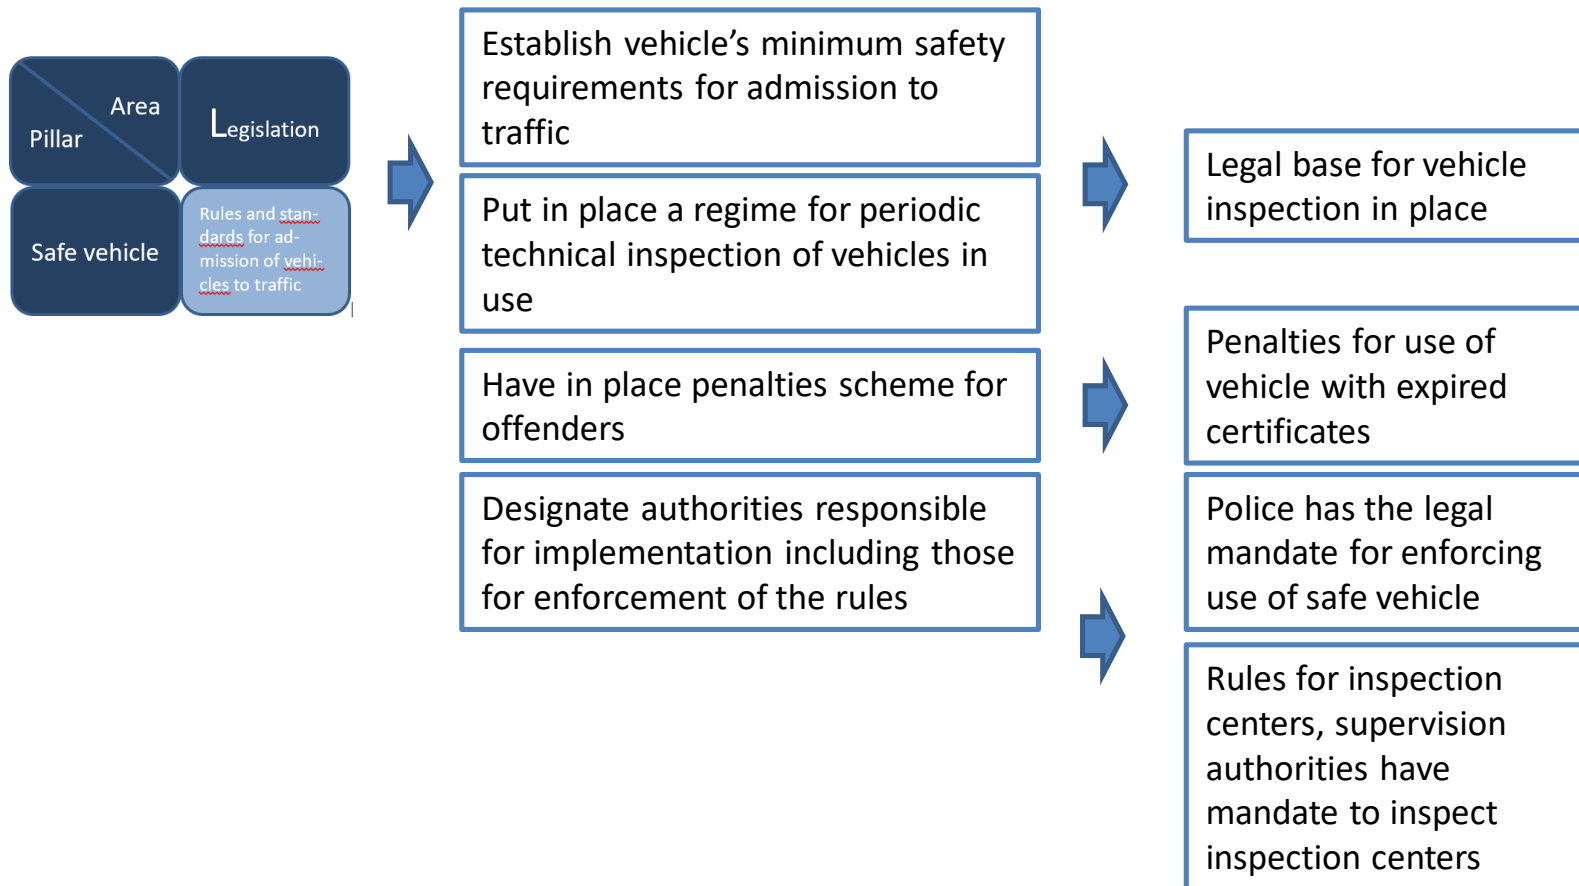 Area
Pillar
Legislation
Safe vehicle
Rules and stan-
dards for ad-
mission of vehi-
cles to traffic
Establish vehicle’s minimum safety
requirements for admission to
traffic
Put in place a regime for periodic
technical inspection of vehicles in
use
Have in place penalties scheme for
offenders
Designate authorities responsible
for implementation including those
for enforcement of the rules
Legal base for vehicle
inspection in place
Penalties for use of
vehicle with expired
certificates
Police has the legal
mandate for enforcing
use of safe vehicle
Rules for inspection
centers, supervision
authorities have
mandate to inspect
inspection centers